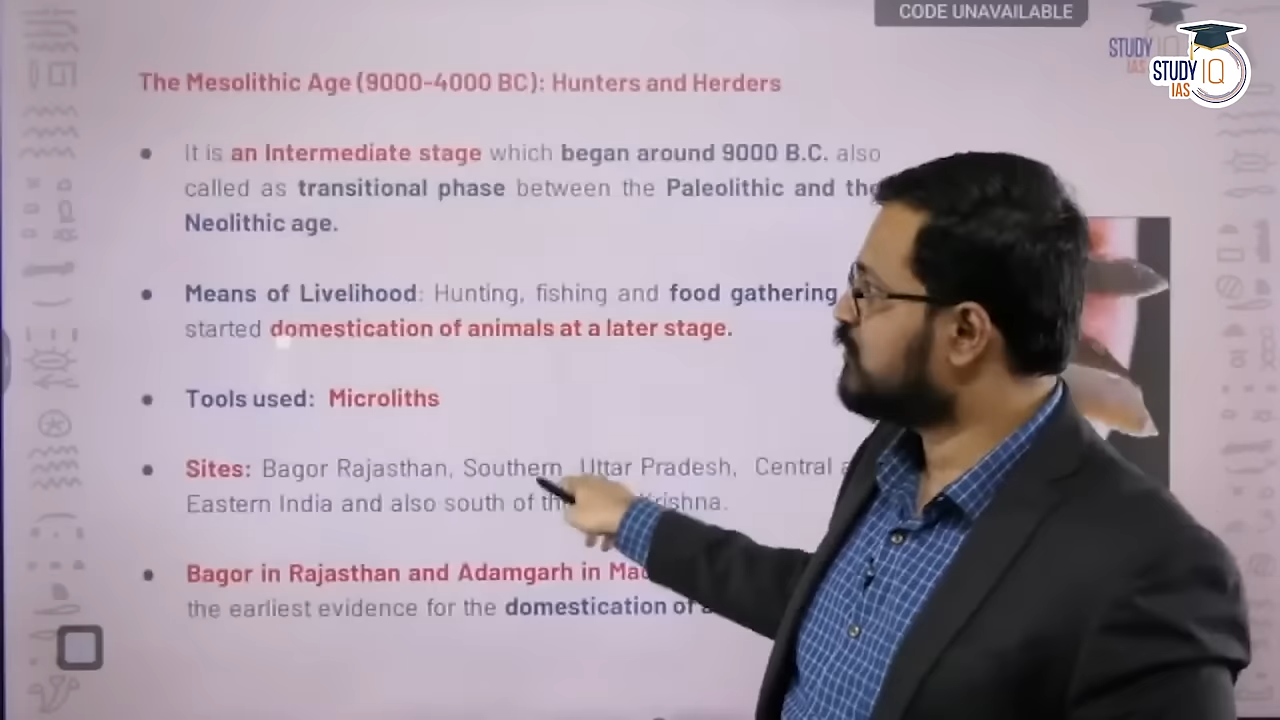 CODE UNAVAILABLE
STUDY IQ
IAS
STUDY IQ
IAS
The Mesolithic Age (9000-4000 BC): Hunters and Herders
It is an Intermediate stage which began around 9000 B.C. also
called as transitional phase between the Paleolithic and the
Neolithic age.
Means of Livelihood: Hunting, fishing and food gathering
started domestication of animals at a later stage.
Tools used: Microliths
Sites: Bagor Rajasthan, Southern Uttar Pradesh, Central
Eastern India and also south of
Bagor in Rajasthan and Adamgarh in
the earliest evidence for the domestication of